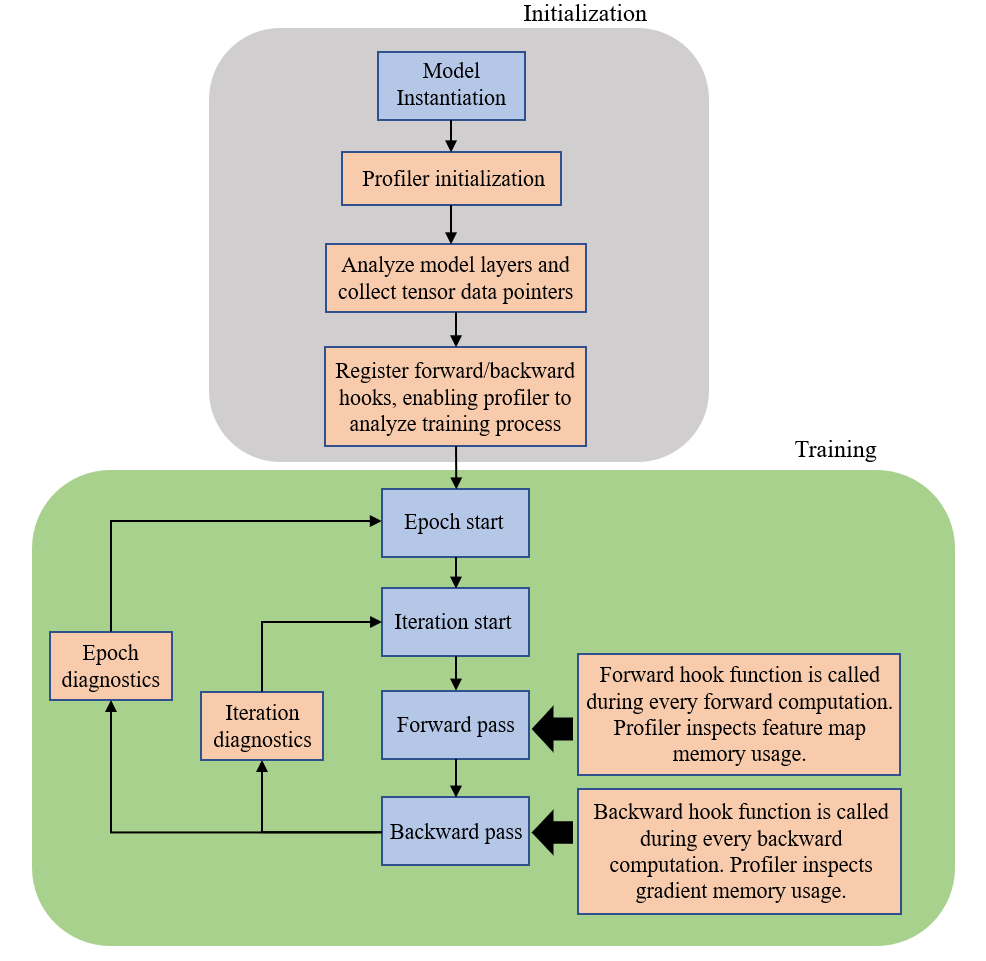 Initialization
Model
Instantiation
Profiler initialization
Analyze model layers and
collect tensor data pointers
Register forward/backward
hooks, enabling profiler to
analyze training process
Training
Epoch start
Iteration start
Epoch
diagnostics
Iteration
diagnostics
Forward pass
Forward hook function is called
during every forward computation.
Profiler inspects feature map
memory usage.
Backward pass
Backward hook function is called
during every backward
computation. Profiler inspects
gradient memory usage.